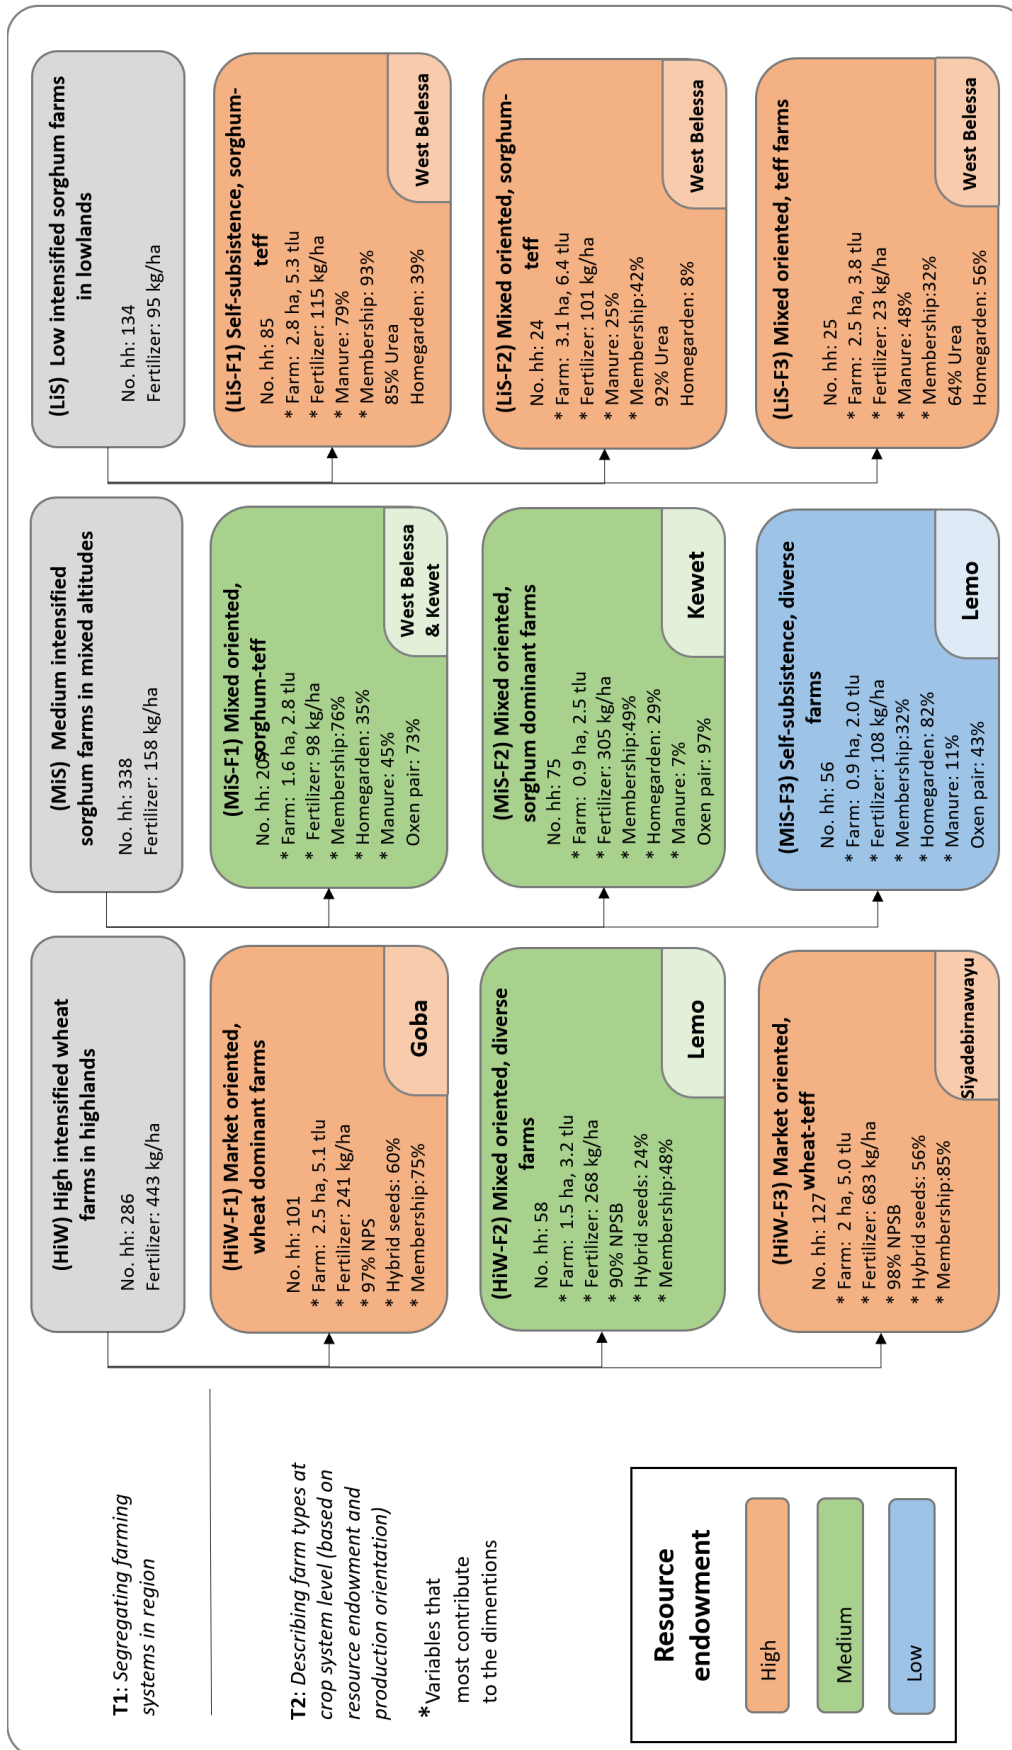 T1: Segregating farming
systems in region
T2: Describing farm types at
crop system level (based on
resource endowment and
production orientation)
*Variables that
most contribute
to the dimentions
Resource
endowment
High
Medium
Low
(HiW) High intensified wheat
farms in highlands
No. hh: 286
Fertilizer: 443 kg/ha
(HiW-F1) Market oriented,
wheat dominant farms
No. hh: 101
* Farm: 2.5 ha, 5.1 tlu
* Fertilizer: 241 kg/ha
* 97% NPS
* Hybrid seeds: 60%
* Membership:75%
Goba
(HiW-F2) Mixed oriented, diverse
farms
No. hh: 58
* Farm: 1.5 ha, 3.2 tlu
* Fertilizer: 268 kg/ha
* 90% NPSB
* Hybrid seeds: 24%
* Membership:48%
Lemo
(HiW-F3) Market oriented,
wheat-teff
No. hh: 127
* Farm: 2 ha, 5.0 tlu
* Fertilizer: 683 kg/ha
* 98% NPSB
* Hybrid seeds: 56%
* Membership:85%
Siyadebirnawayu
(MiS) Medium intensified
sorghum farms in mixed altitudes
No. hh: 338
Fertilizer: 158 kg/ha
(MiS-F1) Mixed oriented,
sorghum-teff
No. hh: 207
* Farm: 1.6 ha, 2.8 tlu
* Fertilizer: 98 kg/ha
* Membership:76%
* Homegarden: 35%
* Manure: 45%
Oxen pair: 73%
West Belessa
& Kewet
(MiS-F2) Mixed oriented,
sorghum dominant farms
No. hh: 75
* Farm: 0.9 ha, 2.5 tlu
* Fertilizer: 305 kg/ha
* Membership:49%
* Homegarden: 29%
* Manure: 7%
Oxen pair: 97%
Kewet
(MiS-F3) Self-subsistence, diverse
farms
No. hh: 56
* Farm: 0.9 ha, 2.0 tlu
* Fertilizer: 108 kg/ha
* Membership:32%
* Homegarden: 82%
* Manure: 11%
Oxen pair: 43%
Lemo
(LiS) Low intensified sorghum farms
in lowlands
No. hh: 134
Fertilizer: 95 kg/ha
(LiS-F1) Self-subsistence, sorghum-
teff
No. hh: 85
* Farm: 2.8 ha, 5.3 tlu
* Fertilizer: 115 kg/ha
* Manure: 79%
* Membership: 93%
85% Urea
Homegarden: 39%
West Belessa
(LiS-F2) Mixed oriented, sorghum-
teff
No. hh: 24
* Farm: 3.1 ha, 6.4 tlu
* Fertilizer: 101 kg/ha
* Manure: 25%
* Membership:42%
92% Urea
Homegarden: 8%
West Belessa
(LiS-F3) Mixed oriented, teff farms
No. hh: 25
* Farm: 2.5 ha, 3.8 tlu
* Fertilizer: 23 kg/ha
* Manure: 48%
* Membership:32%
64% Urea
Homegarden: 56%
West Belessa